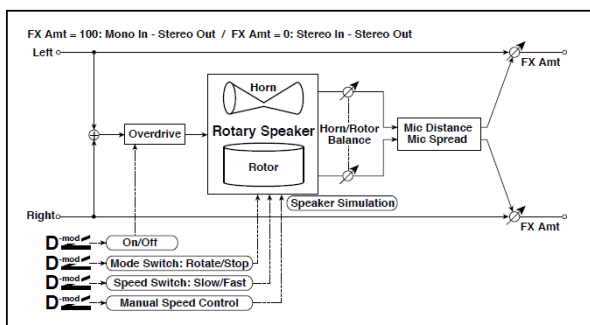 FX Amt = 100: Mono In - Stereo Out / FX Amt = 0: Stereo In - Stereo Out
Left
FX Amt
Horn
Overdrive
Rotary Speaker
Horn/Rotor
Balance
Mic Distance
Mic Spread
Rotor
Speaker Simulation
Right
FX Amt
D-mod On/Off
D-mod Mode Switch: Rotate/Stop
D-mod Speed Switch: Slow/Fast
D-mod Manual Speed Control